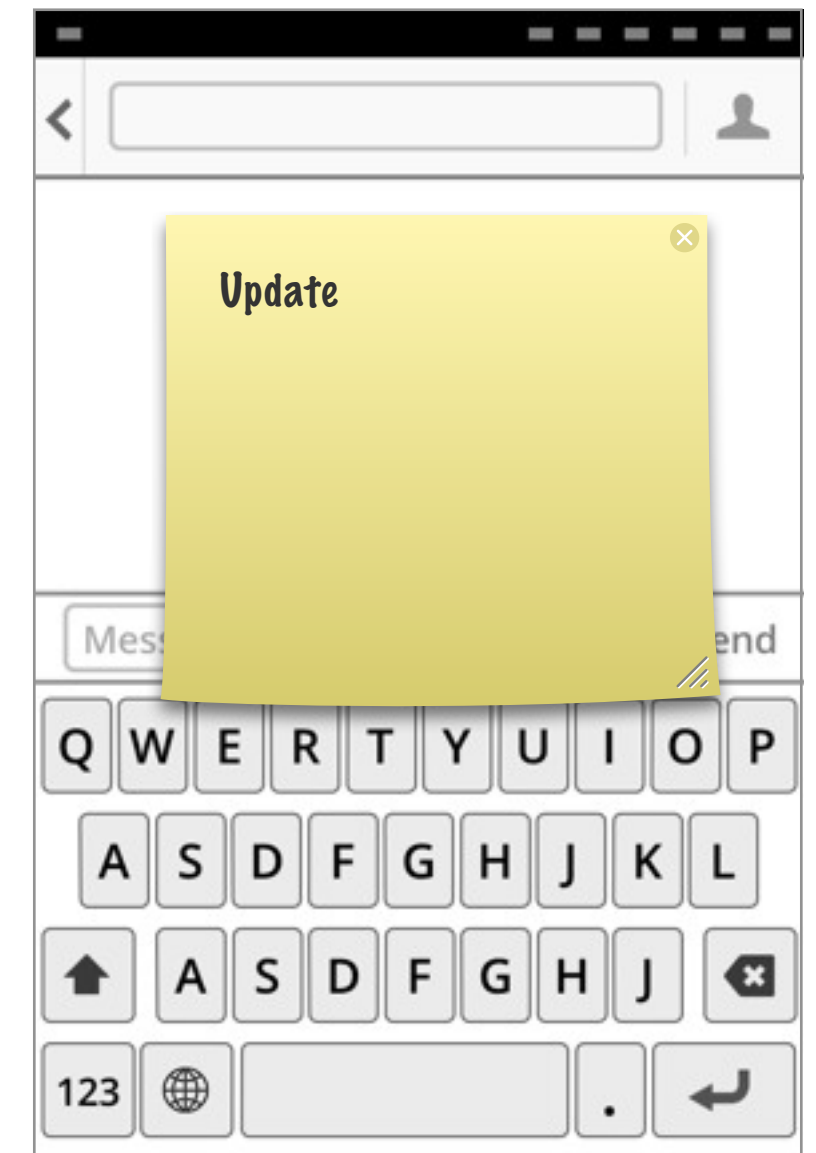 Update
Mess
end
Q W E R T Y U I O P
A S D F G H J K L
A S D F G H J
123 .